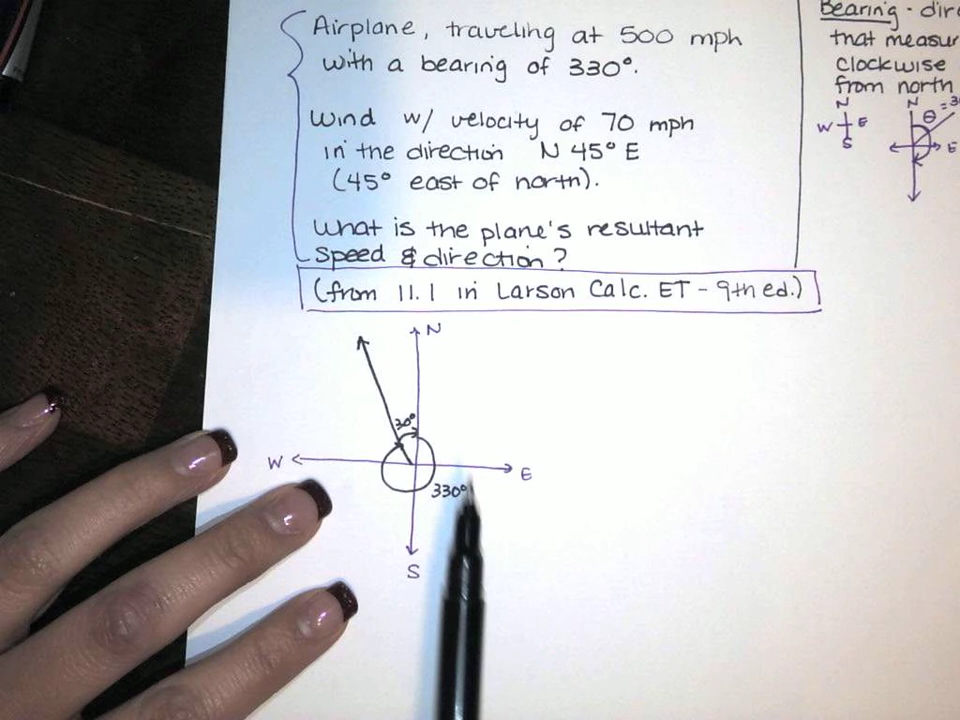 Airplane, traveling at 500 mph
with a bearing of 330°.
Wind w/ velocity of 70 mph
in the direction N 45° E
(45° east of north).
What is the plane's resultant
speed & direction?
(from 11.1 in Larson Calc. ET - 9th ed.)
Bearing -
that
clockwise
from north
N
W E
S
N
θ =
E
N
30°
W
E
330°
S